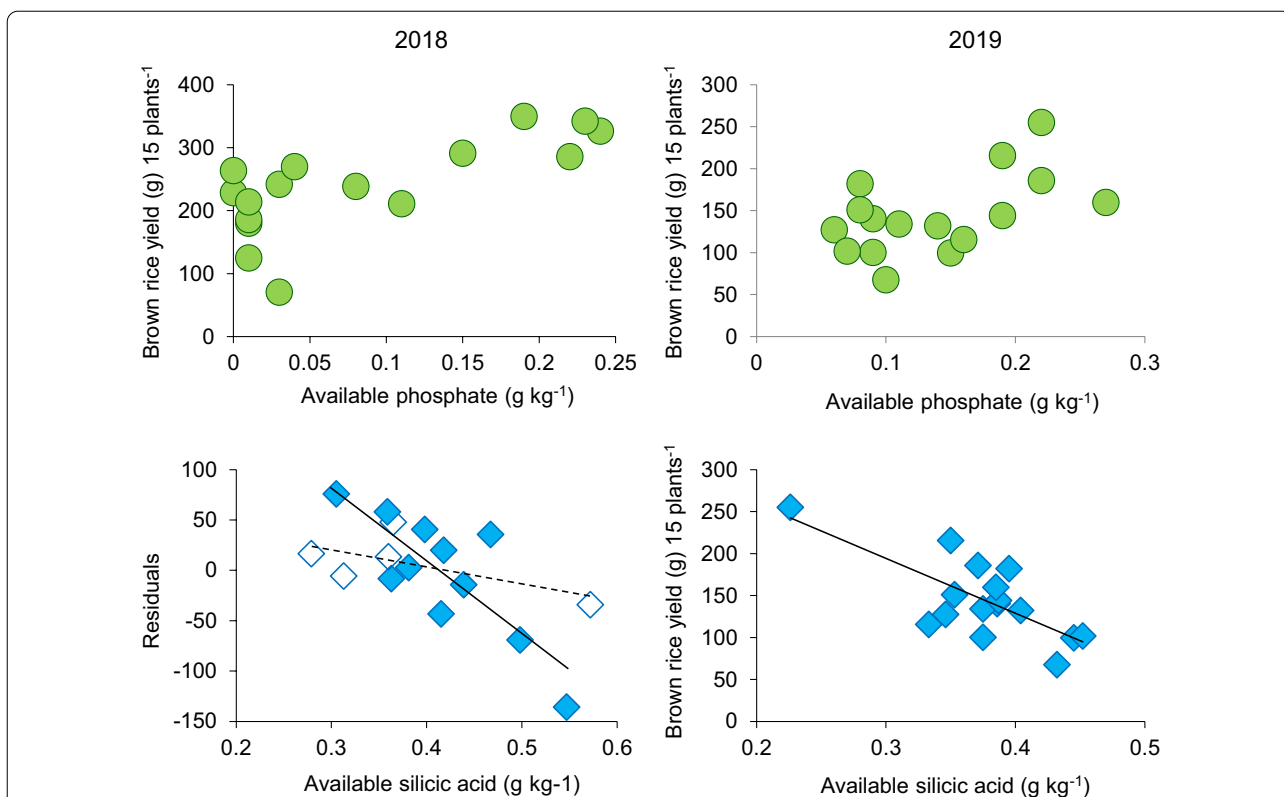 2018
Brown rice yield (g) 15 plants⁻¹
400
300
200
100
0
0 0.05 0.1 0.15 0.2 0.25
Available phosphate (g kg⁻¹)
2019
Brown rice yield (g) 15 plants⁻¹
300
250
200
150
100
50
0
0 0.1 0.2 0.3
Available phosphate (g kg⁻¹)
Residuals
100
50
0
-50
-100
-150
0.2 0.3 0.4 0.5 0.6
Available silicic acid (g kg-1)
Brown rice yield (g) 15 plants⁻¹
300
250
200
150
100
50
0
0.2 0.3 0.4 0.5
Available silicic acid (g kg⁻¹)